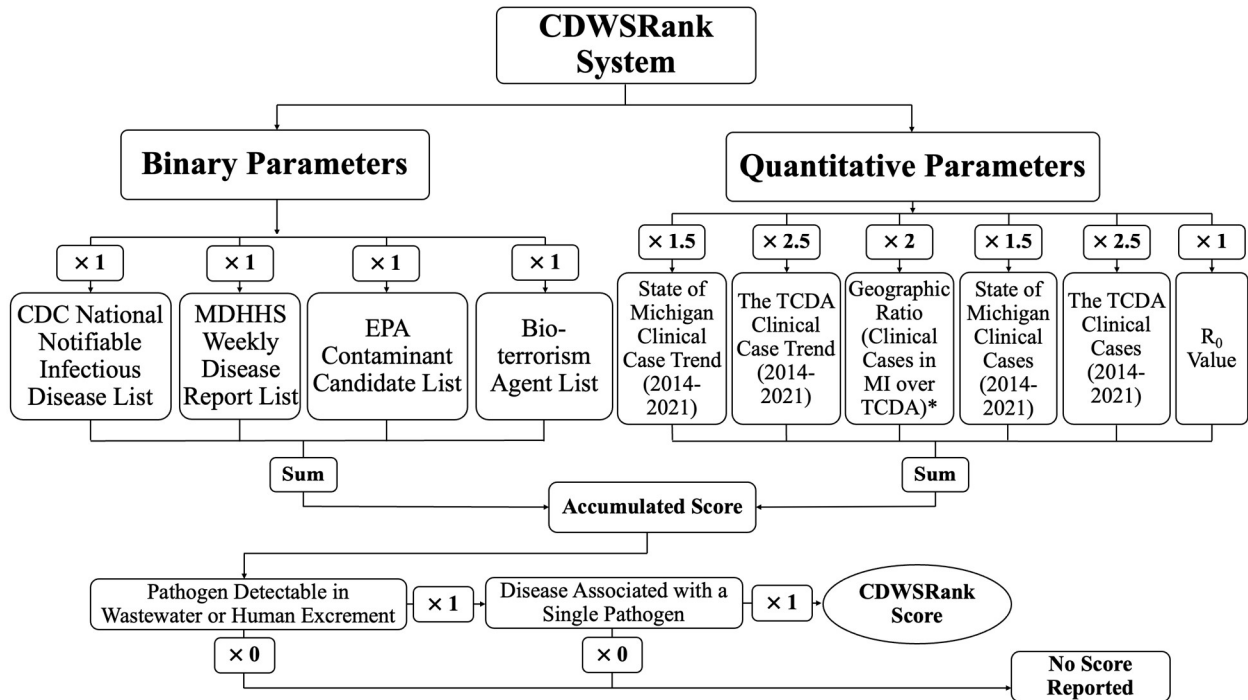 CDWSRank
System
Binary Parameters
Quantitative Parameters
× 1
× 1
× 1
× 1
× 1.5
× 2.5
× 2
× 1.5
× 2.5
× 1
CDC National
Notifiable
Infectious
Disease List
MDHHS
Weekly
Disease
Report List
EPA
Contaminant
Candidate List
Bio-
terrorism
Agent List
State of
Michigan
Clinical
Case Trend
(2014-
2021)
The TCDA
Clinical
Case Trend
(2014-
2021)
Geographic
Ratio
(Clinical
Cases in
MI over
TCDA)*
State of
Michigan
Clinical
Cases
(2014-
2021)
The TCDA
Clinical
Cases
(2014-
2021)
R₀
Value
Sum
Sum
Accumulated Score
Pathogen Detectable in
Wastewater or Human Excrement
× 1
Disease Associated with a
Single Pathogen
× 1
CDWSRank
Score
× 0
× 0
No Score
Reported